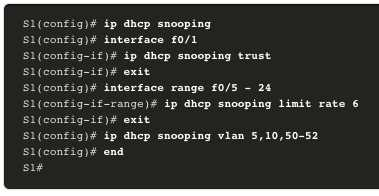 S1(config)# ip dhcp snooping
S1(config)# interface f0/1
S1(config-if)# ip dhcp snooping trust
S1(config-if)# exit
S1(config)# interface range f0/5 - 24
S1(config-if-range)# ip dhcp snooping limit rate 6
S1(config-if)# exit
S1(config)# ip dhcp snooping vlan 5,10,50-52
S1(config)# end
S1#